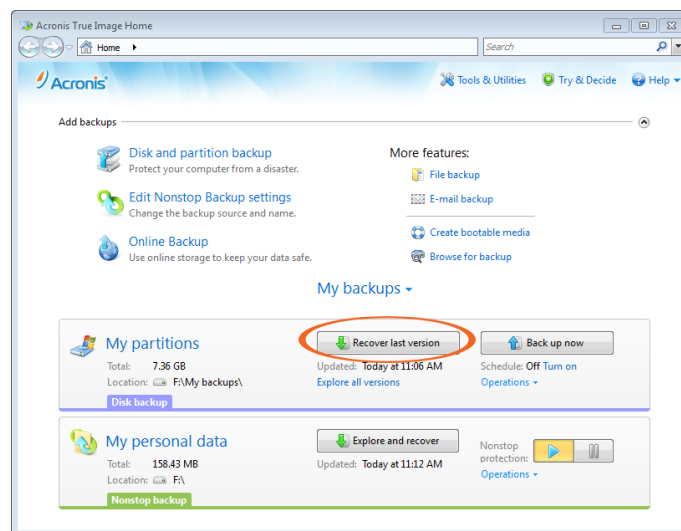 Acronis True Image Home
Home
Search
Acronis
Tools & Utilities
Try & Decide
Help
Add backups
Disk and partition backup
Protect your computer from a disaster.
Edit Nonstop Backup settings
Change the backup source and name.
Online Backup
Use online storage to keep your data safe.
More features:
File backup
E-mail backup
Create bootable media
Browse for backup
My backups
My partitions
Total: 7.36 GB
Location: F:\My backups\
Disk backup
Recover last version
Updated: Today at 11:06 AM
Explore all versions
Back up now
Schedule: Off Turn on
Operations
My personal data
Total: 158.43 MB
Location: F:\
Nonstop backup
Explore and recover
Updated: Today at 11:12 AM
Nonstop
protection:
Operations